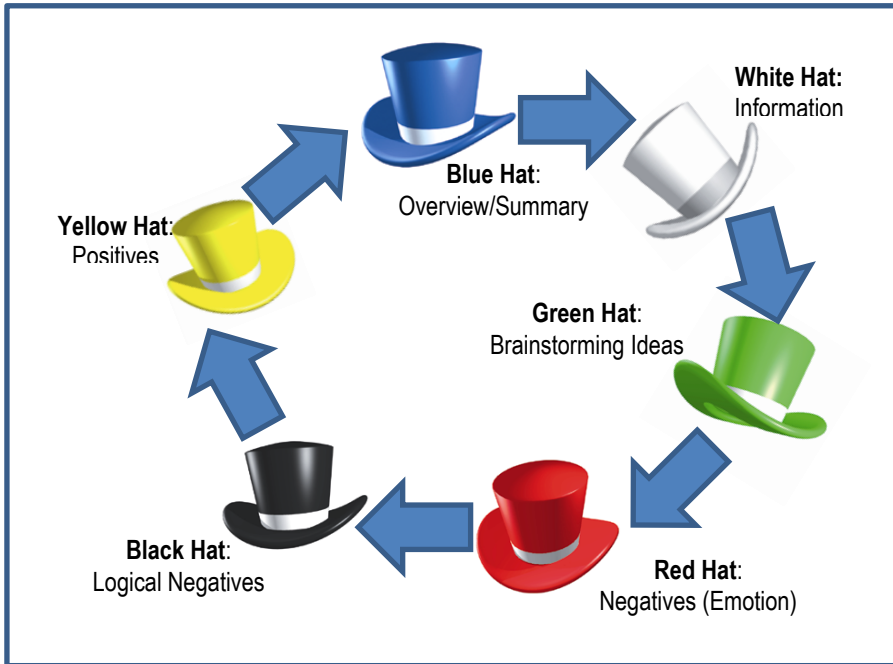 Blue Hat:
Overview/Summary
White Hat:
Information
Green Hat:
Brainstorming Ideas
Red Hat:
Negatives (Emotion)
Black Hat:
Logical Negatives
Yellow Hat:
Positives